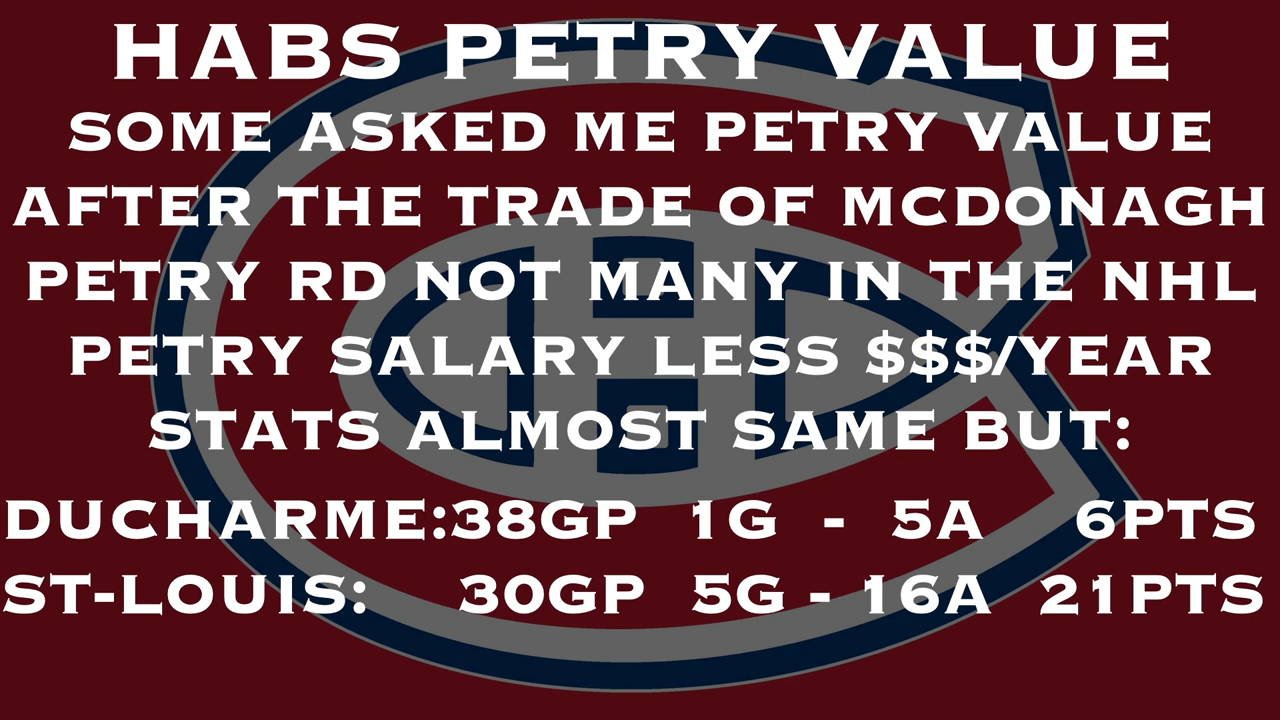 HABS PETRY VALUE
SOME ASKED ME PETRY VALUE
AFTER THE TRADE OF MCDONAGH
PETRY RD NOT MANY IN THE NHL
PETRY SALARY LESS $$$/YEAR
STATS ALMOST SAME BUT:
DUCHARME:38GP 1G - 5A 6PTS
ST-LOUIS: 30GP 5G - 16A 21PTS